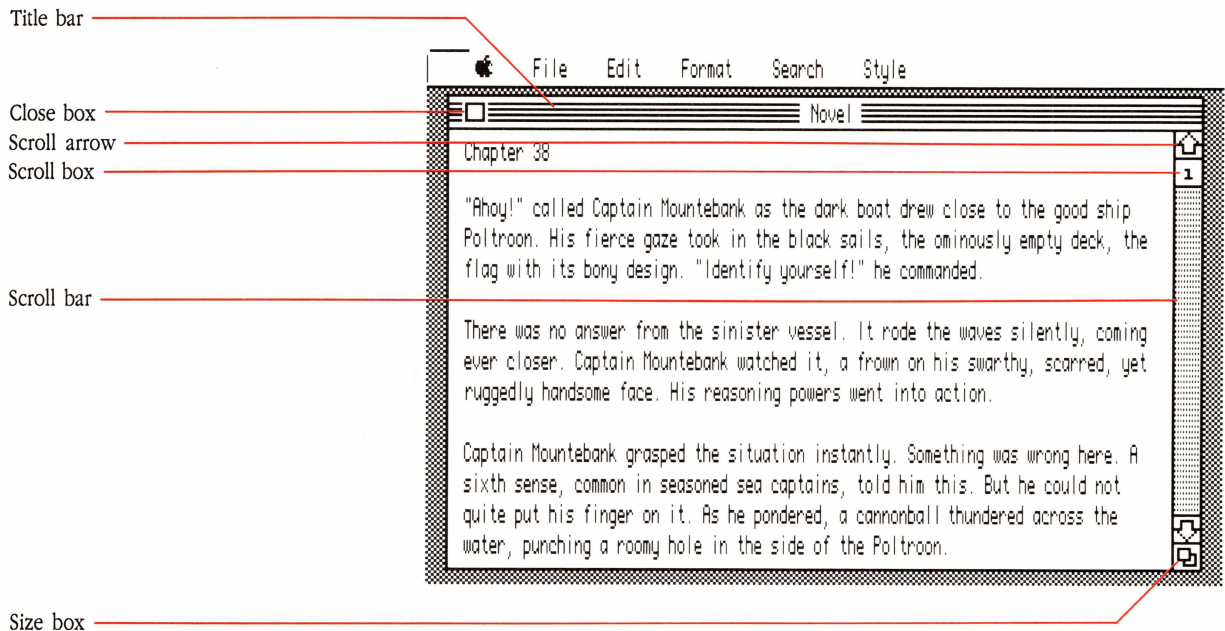 Title bar
File Edit Format Search Style
Close box
Novel
Scroll arrow
Chapter 38
Scroll box
1
"Ahoy!" called Captain Mountebank as the dark boat drew close to the good ship
Poltroon. His fierce gaze took in the black sails, the ominously empty deck, the
flag with its bony design. "Identify yourself!" he commanded.
Scroll bar
There was no answer from the sinister vessel. It rode the waves silently, coming
ever closer. Captain Mountebank watched it, a frown on his swarthy, scarred, yet
ruggedly handsome face. His reasoning powers went into action.
Captain Mountebank grasped the situation instantly. Something was wrong here. A
sixth sense, common in seasoned sea captains, told him this. But he could not
quite put his finger on it. As he pondered, a cannonball thundered across the
water, punching a roomy hole in the side of the Poltroon.
Size box